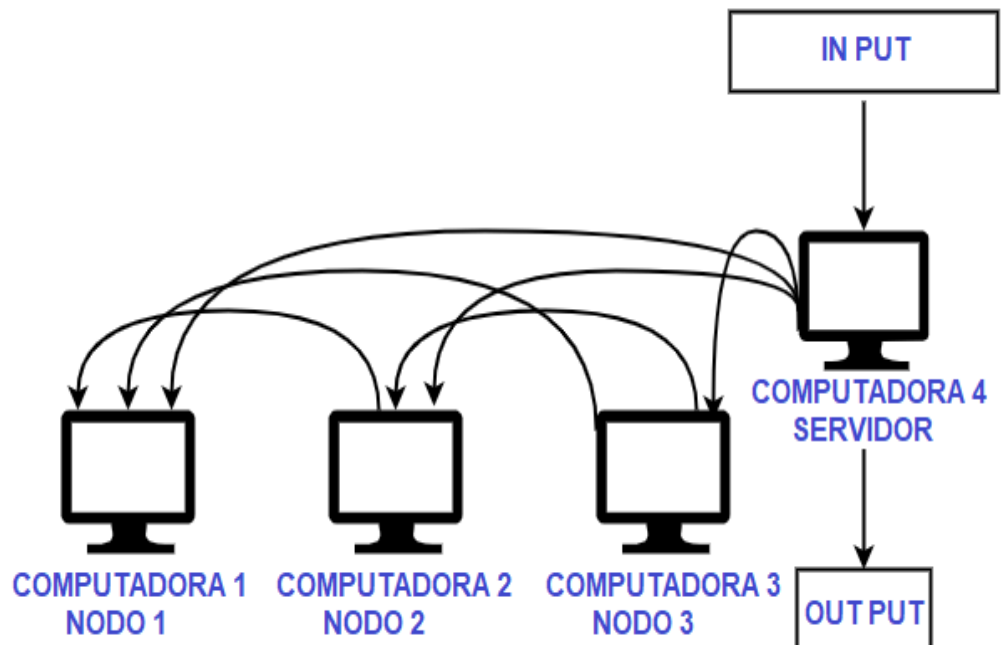 IN PUT
COMPUTADORA 4
SERVIDOR
COMPUTADORA 1
NODO 1
COMPUTADORA 2
NODO 2
COMPUTADORA 3
NODO 3
OUT PUT